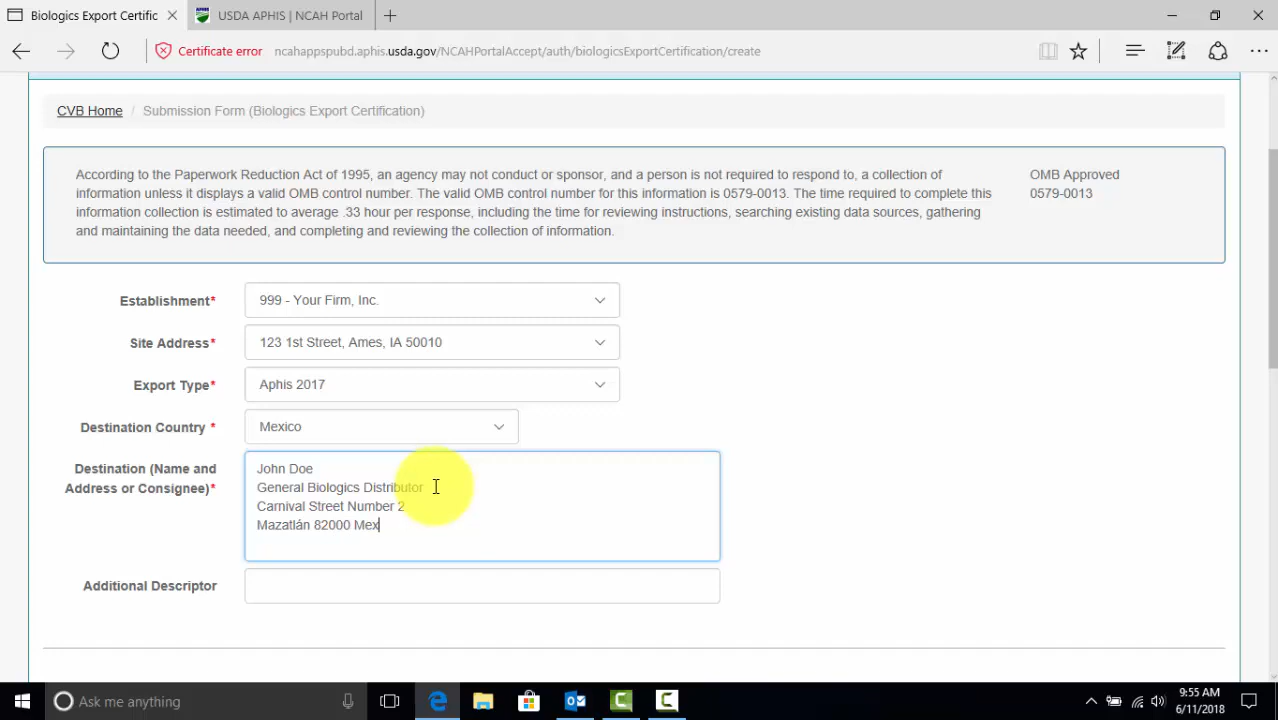 Biologics Export Certific
USDA APHIS | NCAH Portal
Certificate error
ncahappspubd.aphis.usda.gov/NCAHPortalAccept/auth/biologicsExportCertification/create
CVB Home / Submission Form (Biologics Export Certification)
According to the Paperwork Reduction Act of 1995, an agency may not conduct or sponsor, and a person is not required to respond to, a collection of
information unless it displays a valid OMB control number. The valid OMB control number for this information is 0579-0013. The time required to complete this
information collection is estimated to average .33 hour per response, including the time for reviewing instructions, searching existing data sources, gathering
and maintaining the data needed, and completing and reviewing the collection of information.
OMB Approved
0579-0013
Establishment*
999 - Your Firm, Inc.
Site Address*
123 1st Street, Ames, IA 50010
Export Type*
Aphis 2017
Destination Country *
Mexico
Destination (Name and
Address or Consignee)*
John Doe
General Biologics Distributor
Carnival Street Number 2
Mazatlán 82000 Mex
Additional Descriptor
Ask me anything
9:55 AM
6/11/2018